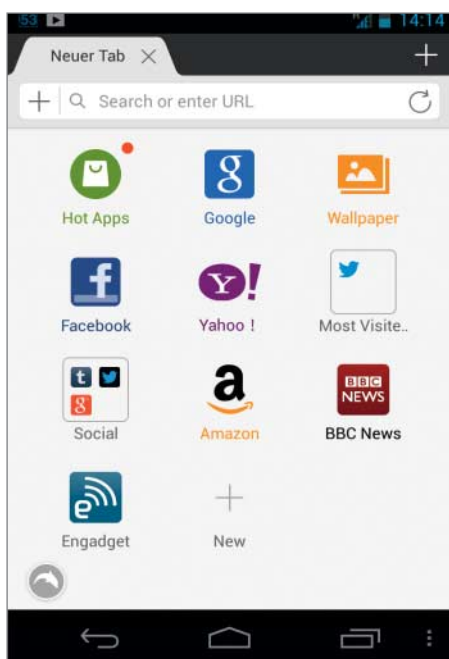 53 14:14
Neuer Tab
Search or enter URL
Hot Apps Google Wallpaper
Facebook Yahoo ! Most Visite..
BBC NEWS
Social Amazon BBC News
Engadget New